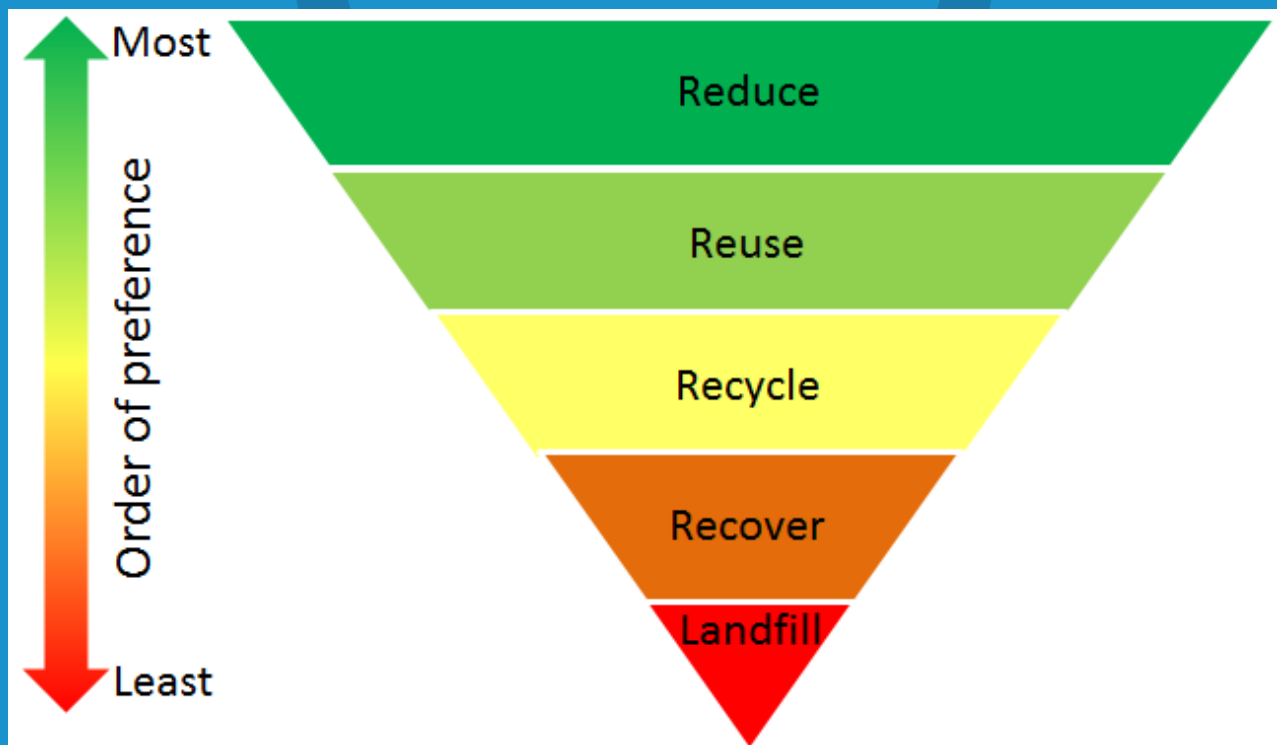 Most
Order of preference
Least
Reduce
Reuse
Recycle
Recover
Landfill